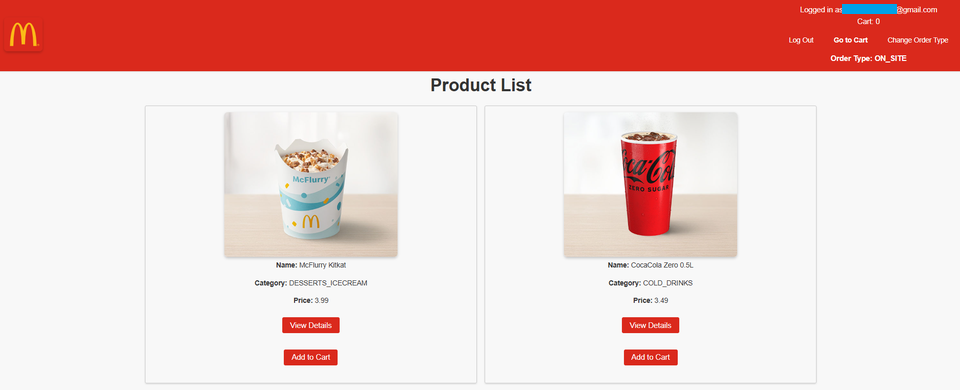 Logged in as @gmail.com
Cart: 0
Log Out Go to Cart Change Order Type
Order Type: ON_SITE
Product List
McFlurry
Coca-Cola
ZERO SUGAR
Name: McFlurry Kitkat
Category: DESSERTS_ICECREAM
Price: 3.99
View Details
Add to Cart
Name: CocaCola Zero 0.5L
Category: COLD_DRINKS
Price: 3.49
View Details
Add to Cart